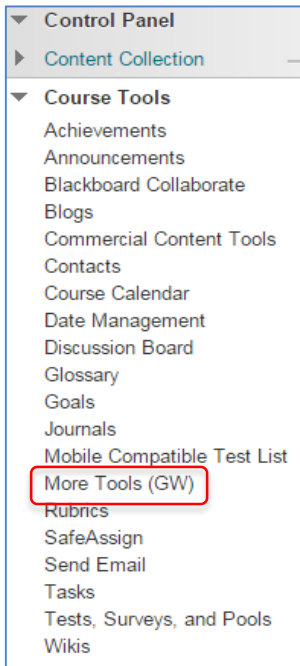 Control Panel
Content Collection
Course Tools
Achievements
Announcements
Blackboard Collaborate
Blogs
Commercial Content Tools
Contacts
Course Calendar
Date Management
Discussion Board
Glossary
Goals
Journals
Mobile Compatible Test List
More Tools (GW)
Rubrics
SafeAssign
Send Email
Tasks
Tests, Surveys, and Pools
Wikis